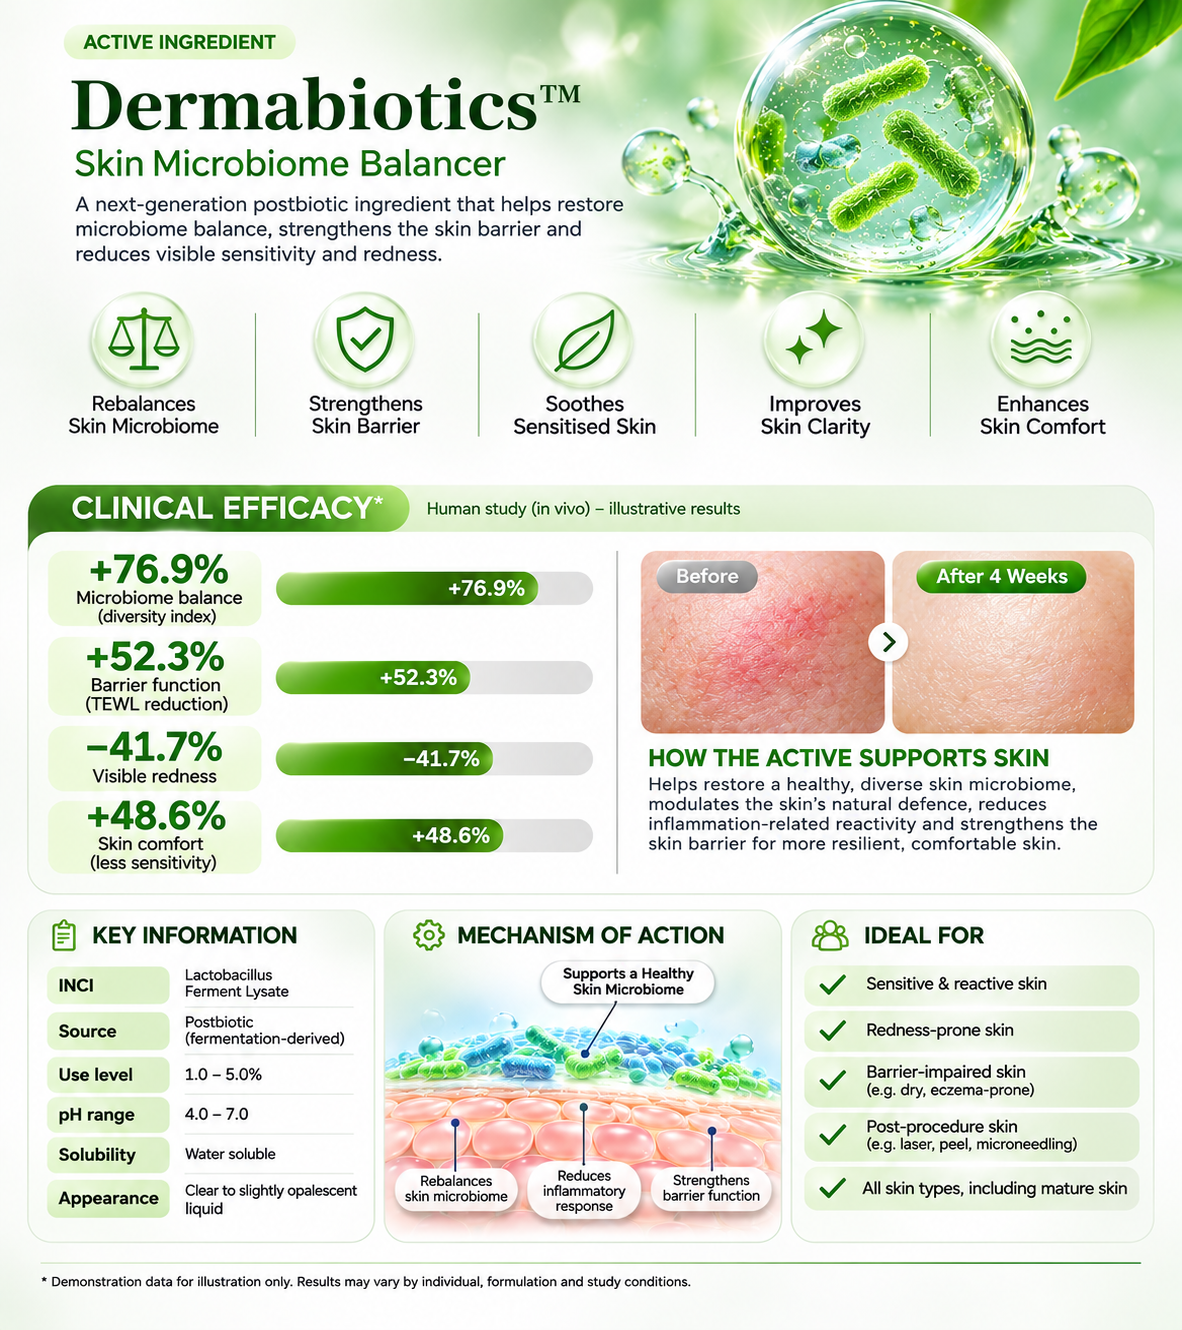 ACTIVE INGREDIENT
Dermabiotics™
Skin Microbiome Balancer
A next-generation postbiotic ingredient that helps restore
microbiome balance, strengthens the skin barrier and
reduces visible sensitivity and redness.
Rebalances
Skin Microbiome
Strengthens
Skin Barrier
Soothes
Sensitised Skin
Improves
Skin Clarity
Enhances
Skin Comfort
CLINICAL EFFICACY*
Human study (in vivo) – illustrative results
+76.9%
Microbiome balance
(diversity index)
+76.9%
+52.3%
Barrier function
(TEWL reduction)
+52.3%
−41.7%
Visible redness
−41.7%
+48.6%
Skin comfort
(less sensitivity)
+48.6%
Before
After 4 Weeks
HOW THE ACTIVE SUPPORTS SKIN
Helps restore a healthy, diverse skin microbiome,
modulates the skin's natural defence, reduces
inflammation-related reactivity and strengthens the
skin barrier for more resilient, comfortable skin.
KEY INFORMATION
INCI
Lactobacillus
Ferment Lysate
Source
Postbiotic
(fermentation-derived)
Use level
1.0 – 5.0%
pH range
4.0 – 7.0
Solubility
Water soluble
Appearance
Clear to slightly opalescent
liquid
MECHANISM OF ACTION
Supports a Healthy
Skin Microbiome
Rebalances
skin microbiome
Reduces
inflammatory
response
Strengthens
barrier function
IDEAL FOR
Sensitive & reactive skin
Redness-prone skin
Barrier-impaired skin
(e.g. dry, eczema-prone)
Post-procedure skin
(e.g. laser, peel, microneedling)
All skin types, including mature skin
* Demonstration data for illustration only. Results may vary by individual, formulation and study conditions.